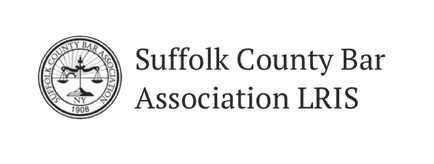 SUFFOLK COUNTY BAR ASSOCIATION
NY
1908
Suffolk County Bar
Association LRIS